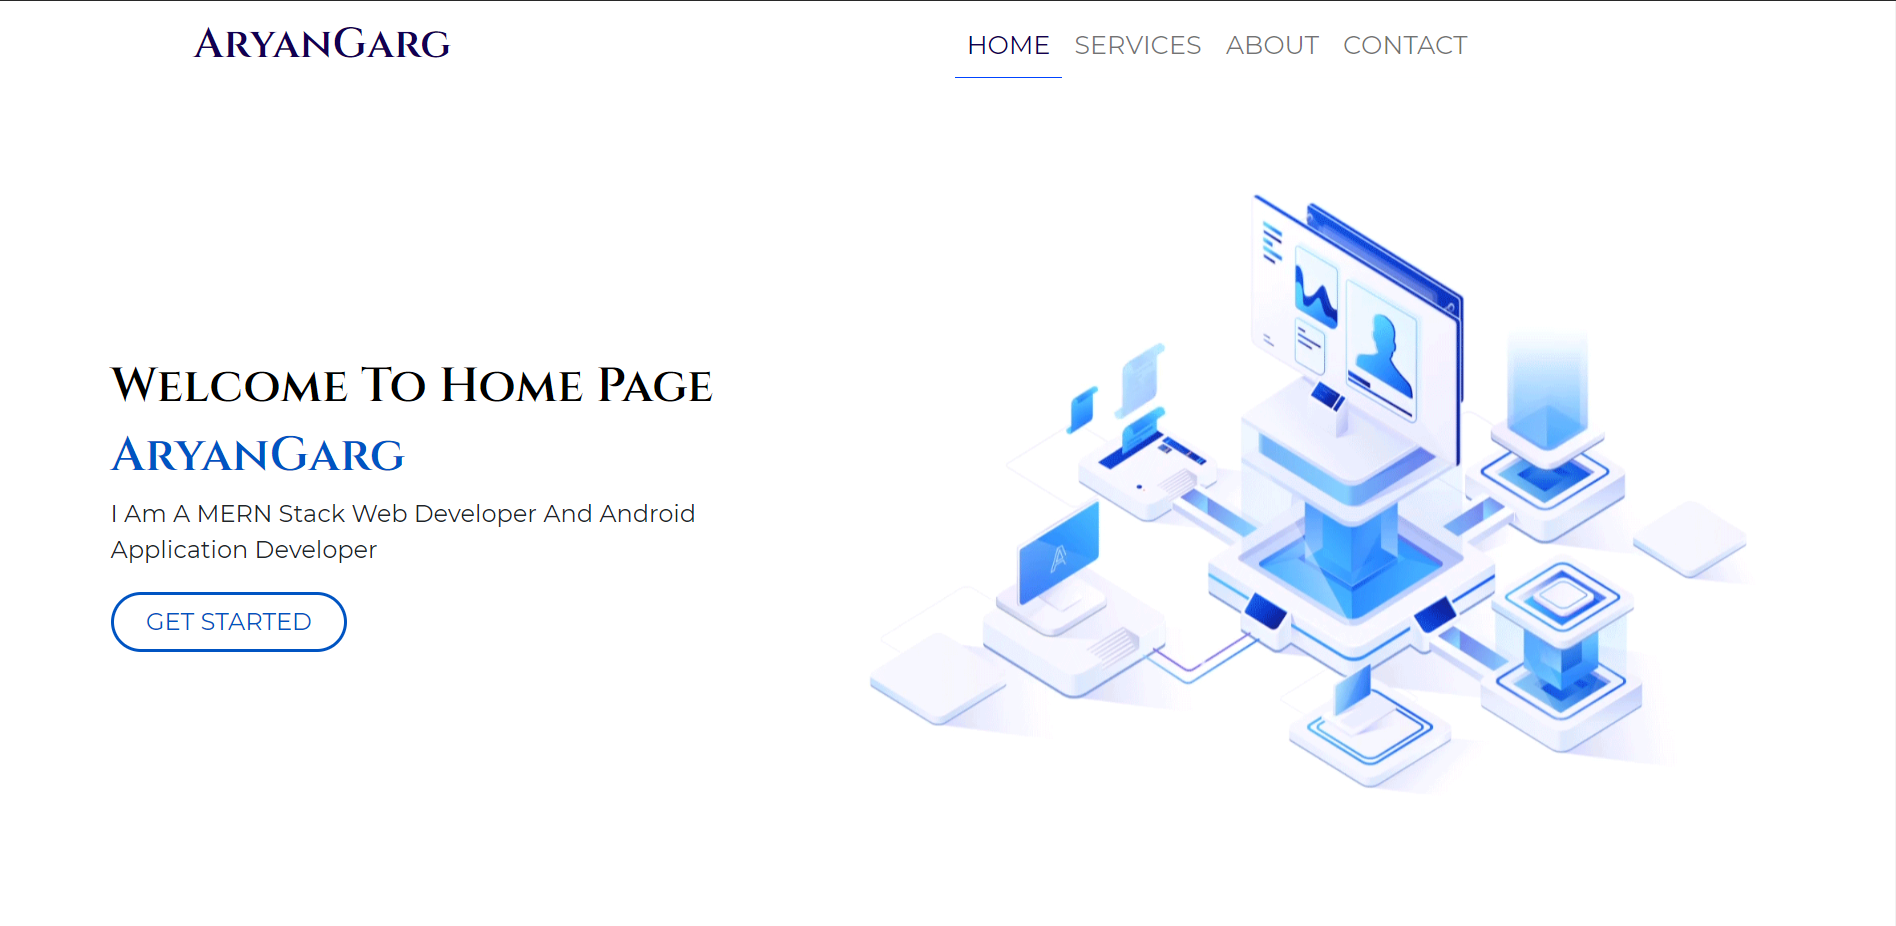 AryanGarg
HOME SERVICES ABOUT CONTACT
Welcome To Home Page
AryanGarg
I Am A MERN Stack Web Developer And Android
Application Developer
GET STARTED